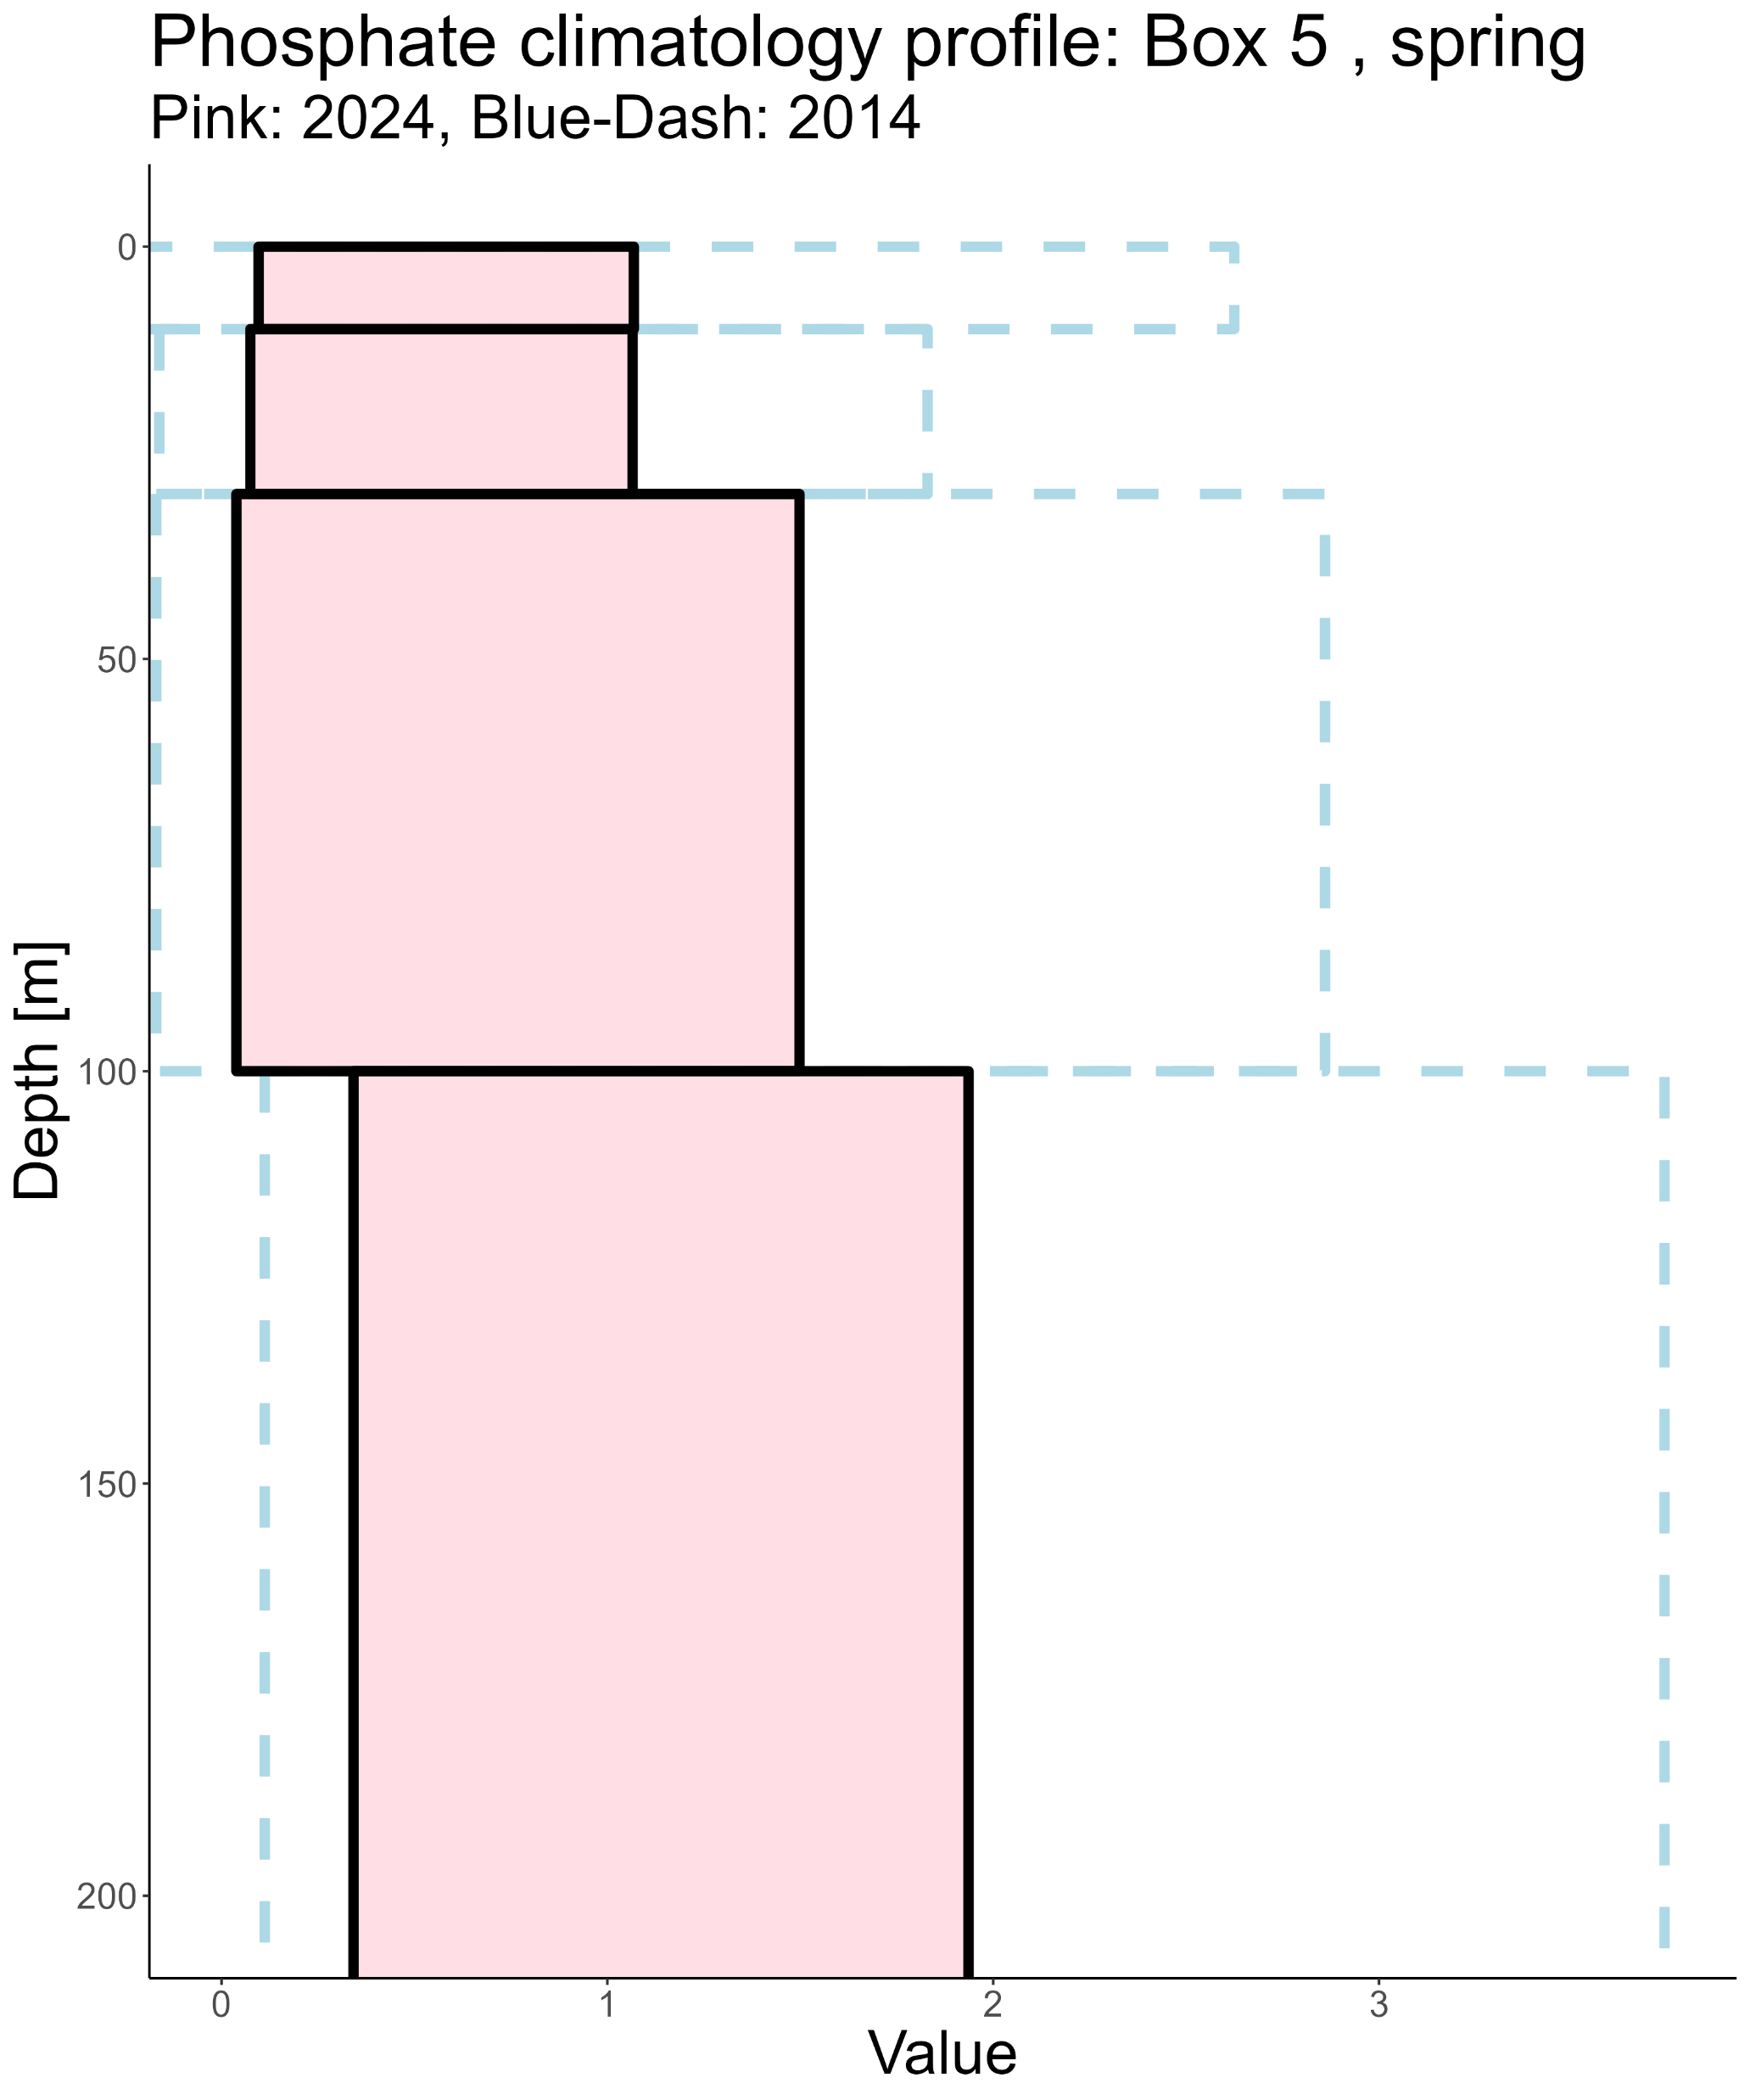 Phosphate climatology profile: Box 5 , spring
Pink: 2024, Blue-Dash: 2014
Depth [m]
0
50
100
150
200
0 1 2 3
Value